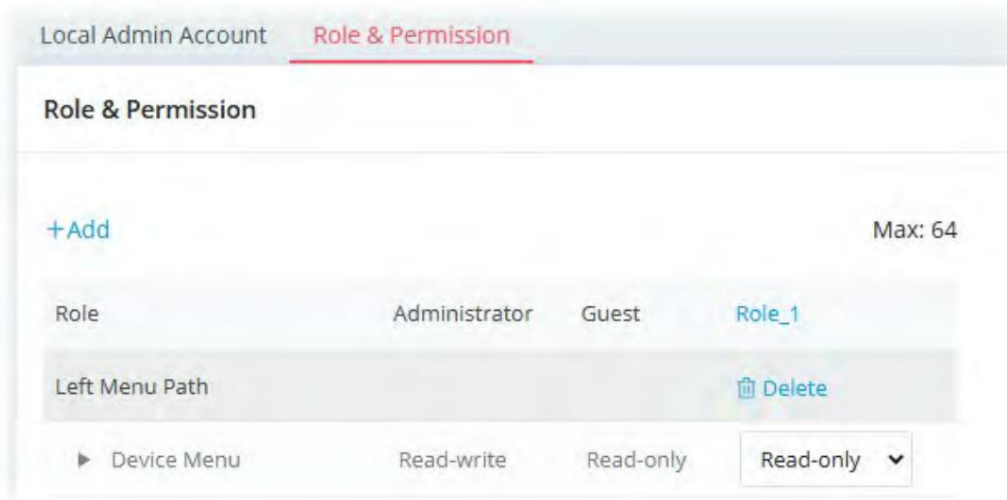 Local Admin Account Role & Permission
Role & Permission
+Add Max: 64
Role Administrator Guest Role_1
Left Menu Path Delete
Device Menu Read-write Read-only Read-only